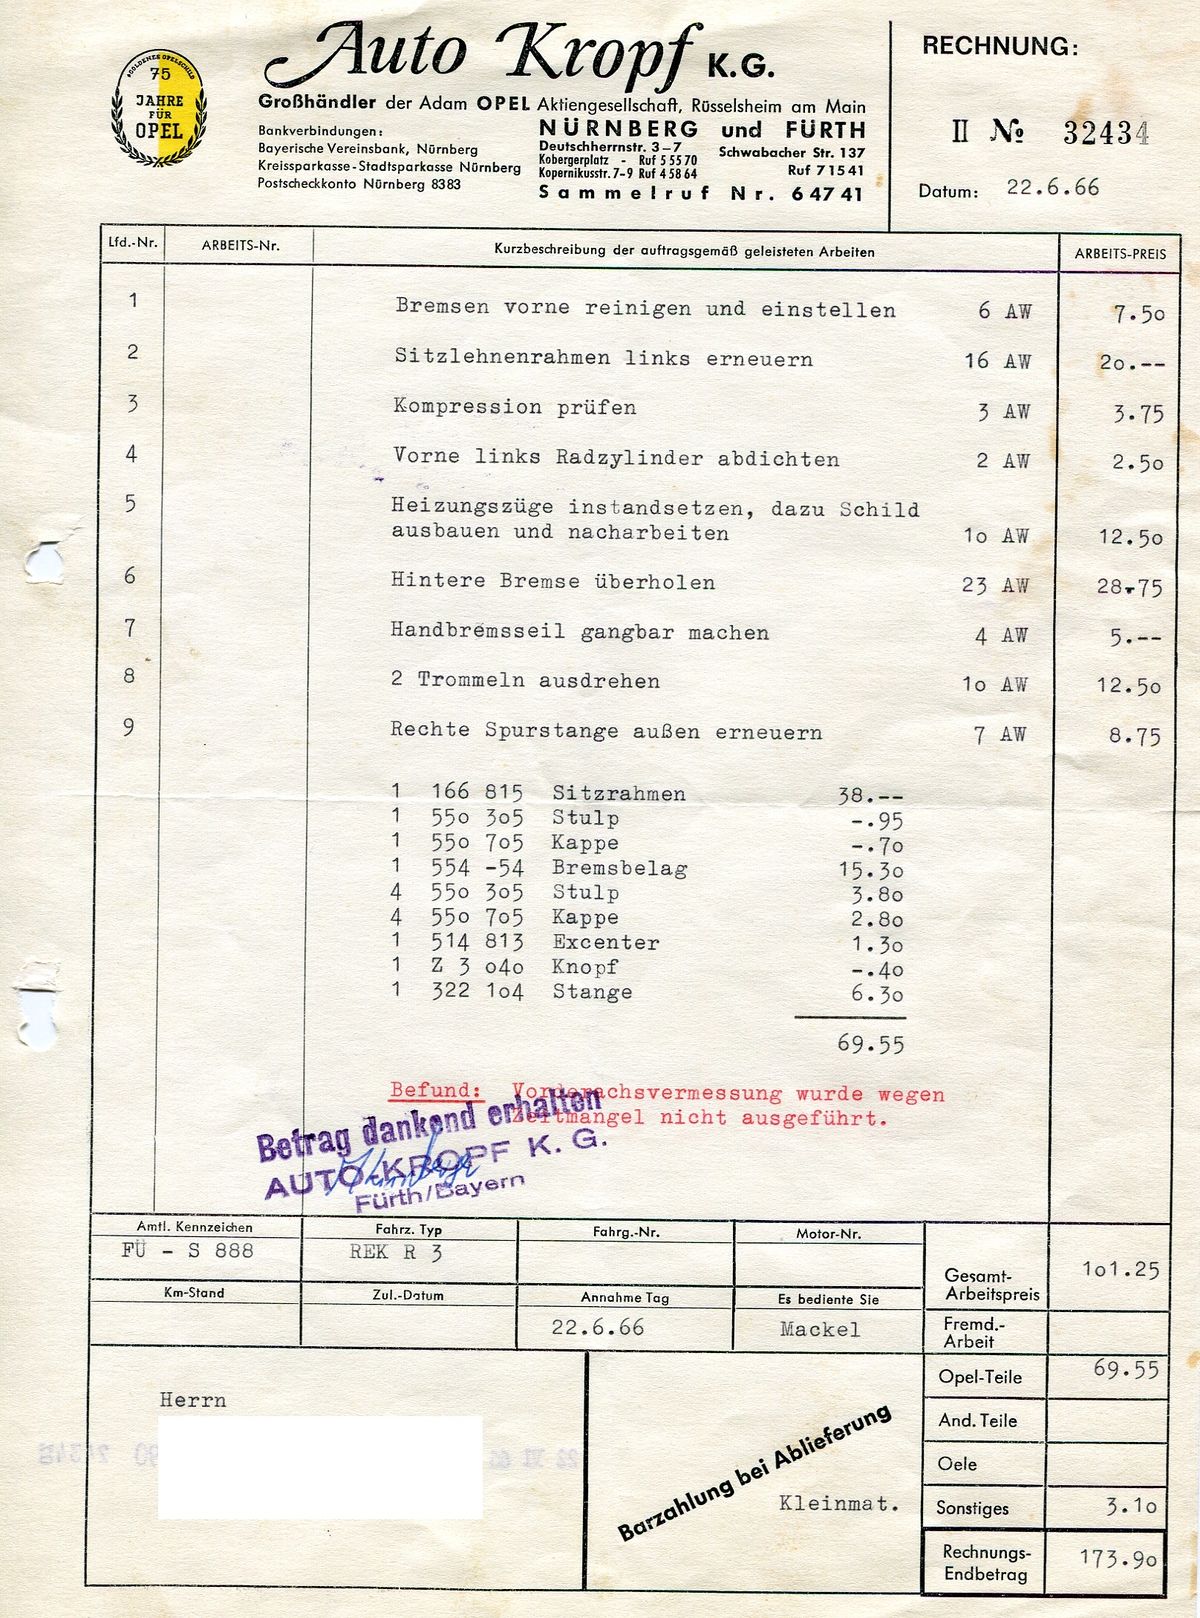 GOLDENES OPELSCHILD
75
JAHRE
FÜR
OPEL
Auto Kropf K.G.
Großhändler der Adam OPEL Aktiengesellschaft, Rüsselsheim am Main
Bankverbindungen:
Bayerische Vereinsbank, Nürnberg
Kreissparkasse-Stadtsparkasse Nürnberg
Postscheckkonto Nürnberg 8383
NÜRNBERG und FÜRTH
Deutschherrnstr. 3-7
Kobergerplatz - Ruf 55570
Kopernikusstr. 7-9 Ruf 45864
Schwabacher Str. 137
Ruf 71541
Sammelruf Nr. 64741
RECHNUNG:
II No 32434
Datum: 22.6.66
Lfd.-Nr. ARBEITS-Nr. Kurzbeschreibung der auftragsgemäß geleisteten Arbeiten ARBEITS-PREIS
1 Bremsen vorne reinigen und einstellen 6 AW 7.5o
2 Sitzlehnenrahmen links erneuern 16 AW 2o.--
3 Kompression prüfen 3 AW 3.75
4 Vorne links Radzylinder abdichten 2 AW 2.5o
5 Heizungszüge instandsetzen, dazu Schild
ausbauen und nacharbeiten 1o AW 12.5o
6 Hintere Bremse überholen 23 AW 28.75
7 Handbremsseil gangbar machen 4 AW 5.--
8 2 Trommeln ausdrehen 1o AW 12.5o
9 Rechte Spurstange außen erneuern 7 AW 8.75
1 166 815 Sitzrahmen 38.--
1 55o 3o5 Stulp -.95
1 55o 7o5 Kappe -.7o
1 554 -54 Bremsbelag 15.3o
4 55o 3o5 Stulp 3.8o
4 55o 7o5 Kappe 2.8o
1 514 813 Excenter 1.3o
1 Z 3 o4o Knopf -.4o
1 322 1o4 Stange 6.3o
69.55
Befund: Vorderachsvermessung wurde wegen
Zeitmangel nicht ausgeführt.
Betrag dankend erhalten
AUTO-KROPF K. G.
Fürth/Bayern
Amtl. Kennzeichen Fahrz. Typ Fahrg.-Nr. Motor-Nr.
FÜ - S 888 REK R 3
Gesamt-
Arbeitspreis 1o1.25
Km-Stand Zul.-Datum Annahme Tag Es bediente Sie
22.6.66 Mackel
Fremd.-
Arbeit
Opel-Teile 69.55
And. Teile
Oele
Sonstiges 3.1o
Rechnungs-
Endbetrag 173.9o
Herrn
Barzahlung bei Ablieferung
Kleinmat.